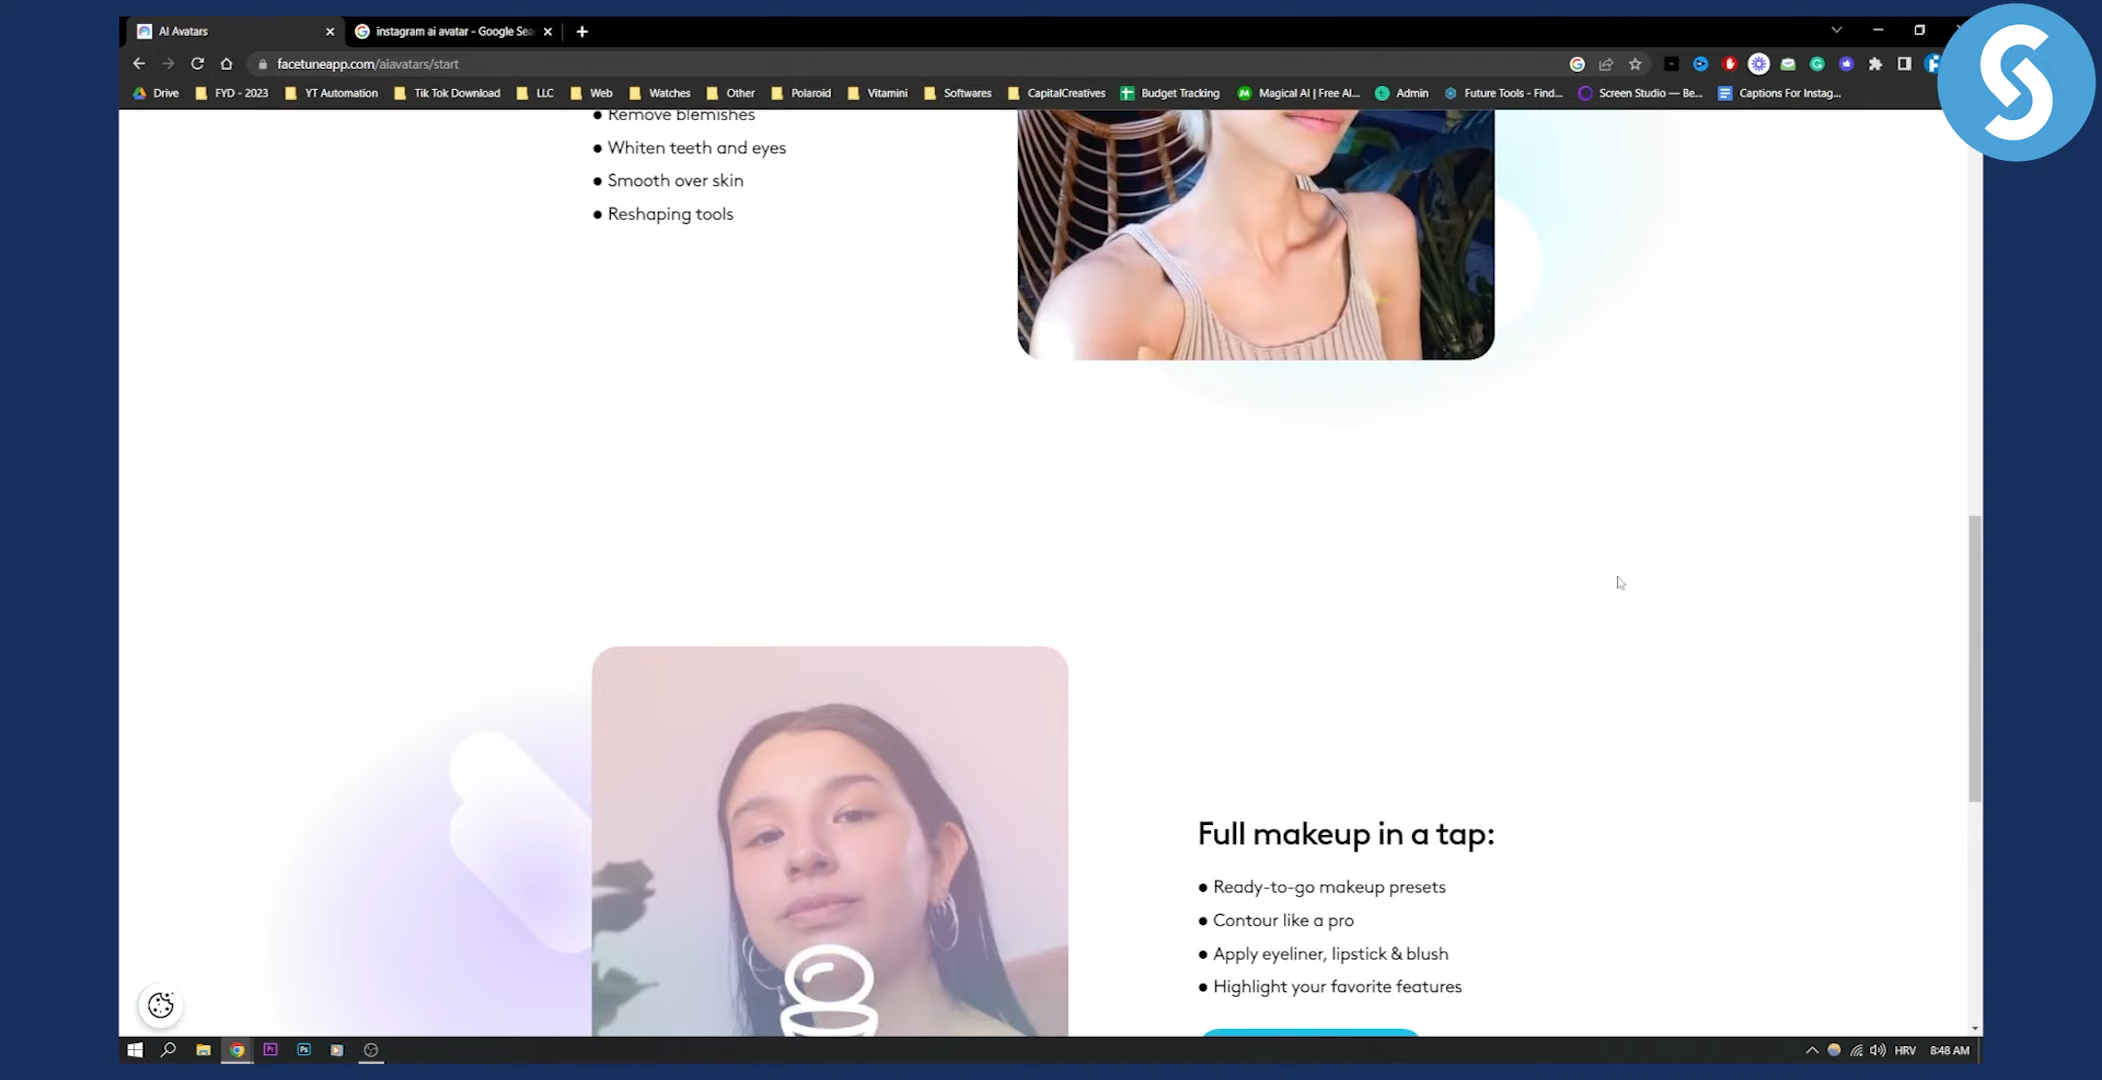 AI Avatars
instagram ai avatar - Google Sea
facetuneapp.com/aiavatars/start
Drive FYD - 2023 YT Automation Tik Tok Download LLC Web Watches Other Polaroid Vitamini Softwares CapitalCreatives Budget Tracking Magical AI | Free AI... Admin Future Tools - Find... Screen Studio — Be... Captions For Instag...
Remove blemishes
Whiten teeth and eyes
Smooth over skin
Reshaping tools
Full makeup in a tap:
Ready-to-go makeup presets
Contour like a pro
Apply eyeliner, lipstick & blush
Highlight your favorite features
Pr
Ps
HRV 8:48 AM